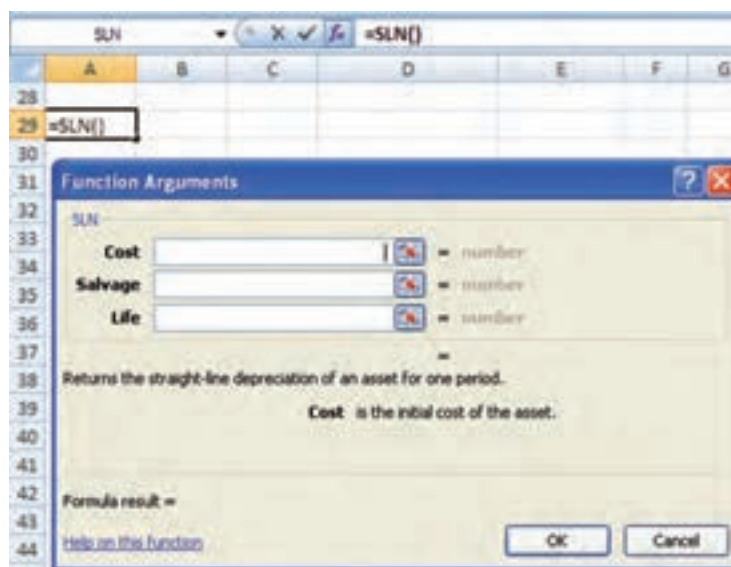 SLN =SLN()
A B C D E F G
28
29 =SLN()
30
31 Function Arguments
32 SLN
33 Cost = number
34
35 Salvage = number
36 Life = number
37 =
38 Returns the straight-line depreciation of an asset for one period.
39 Cost is the initial cost of the asset.
40
41
42 Formula result =
43
44 Help on this function OK Cancel